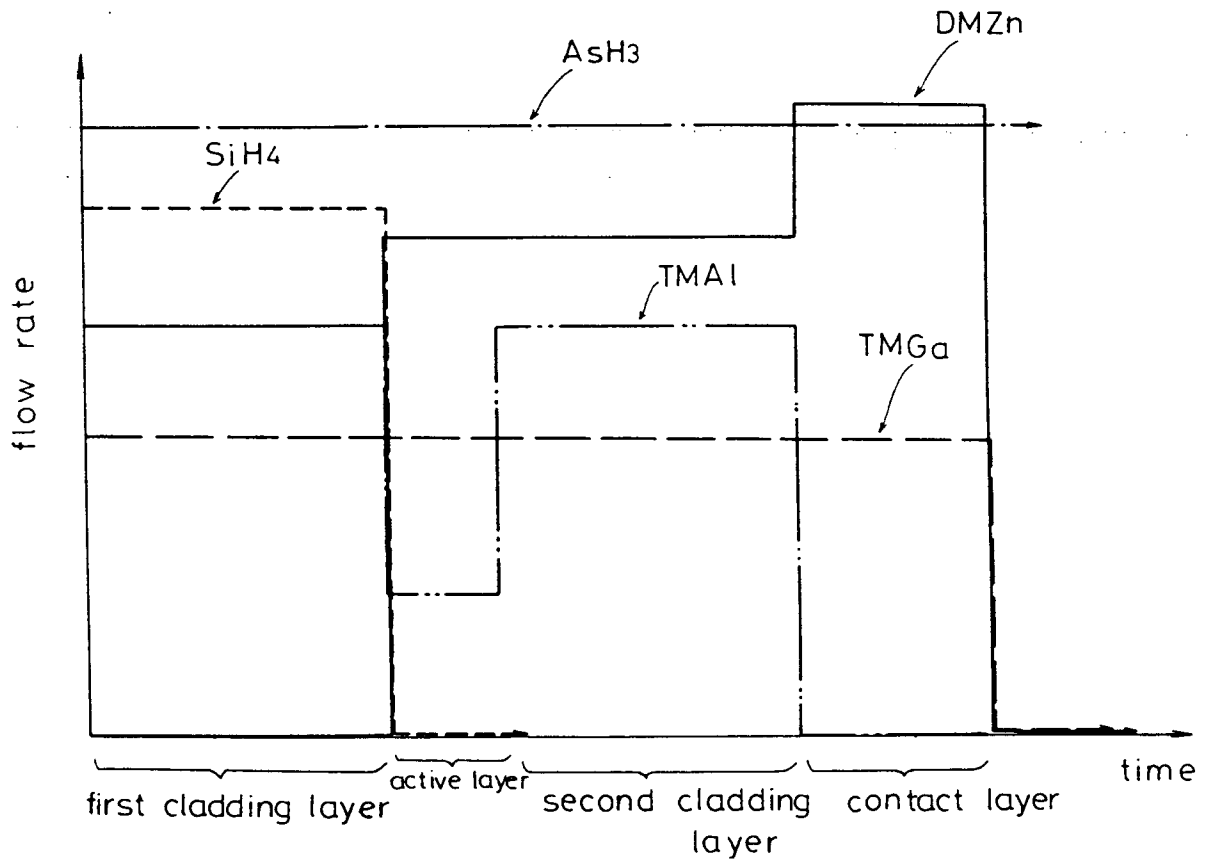 DMZn
AsH3
SiH4
TMAl
TMGa
flow rate
time
first cladding layer
active layer
second cladding
layer
contact layer